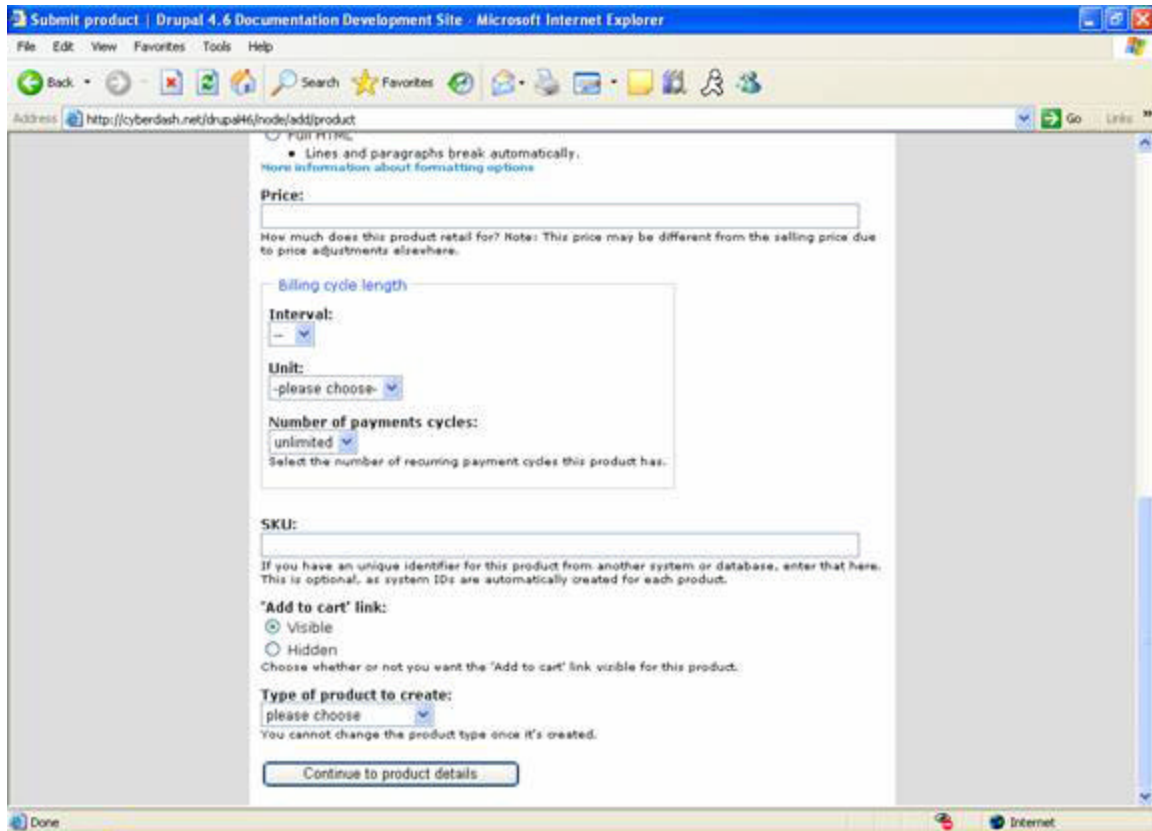 Submit product | Drupal 4.6 Documentation Development Site - Microsoft Internet Explorer
File Edit View Favorites Tools Help
Back Search Favorites
Address http://cyberdash.net/drupal46/node/add/product Go Links »
Full HTML
• Lines and paragraphs break automatically.
More information about formatting options
Price:
How much does this product retail for? Note: This price may be different from the selling price due
to price adjustments elsewhere.
Billing cycle length
Interval:
--
Unit:
-please choose-
Number of payments cycles:
unlimited
Select the number of recurring payment cycles this product has.
SKU:
If you have an unique identifier for this product from another system or database, enter that here.
This is optional, as system IDs are automatically created for each product.
'Add to cart' link:
Visible
Hidden
Choose whether or not you want the 'Add to cart' link visible for this product.
Type of product to create:
please choose
You cannot change the product type once it's created.
Continue to product details
Done Internet